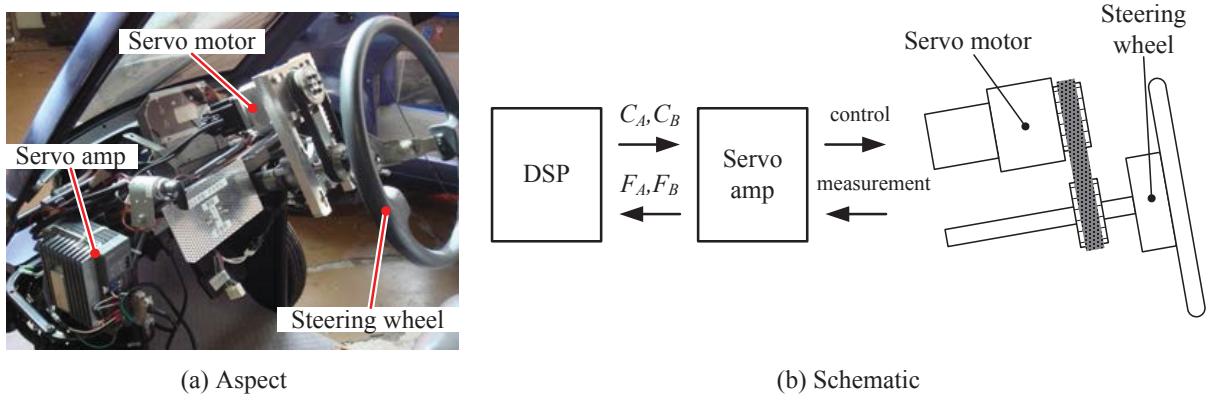 Servo motor
Servo amp
Steering wheel
(a) Aspect
DSP
C_A,C_B
F_A,F_B
Servo
amp
control
measurement
Servo motor
Steering
wheel
(b) Schematic